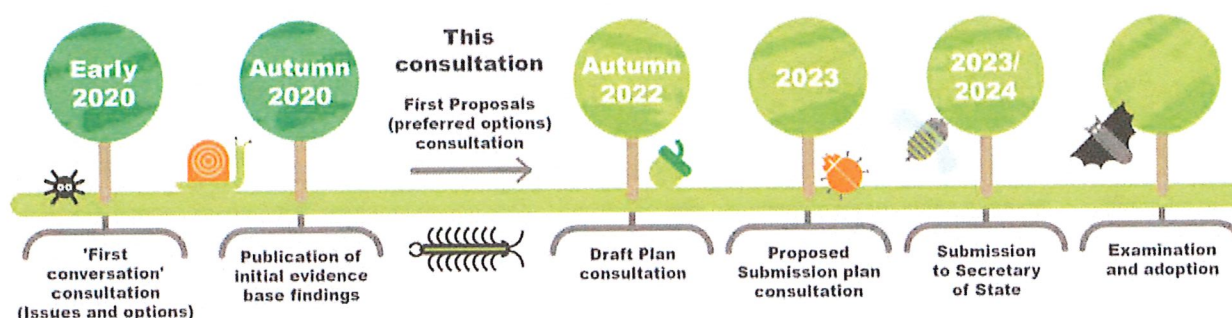 Early
2020
Autumn
2020
This
consultation
First Proposals
(preferred options)
consultation
Autumn
2022
2023
2023/
2024
'First
conversation'
consultation
(Issues and options)
Publication of
initial evidence
base findings
Draft Plan
consultation
Proposed
Submission plan
consultation
Submission
to Secretary
of State
Examination
and adoption